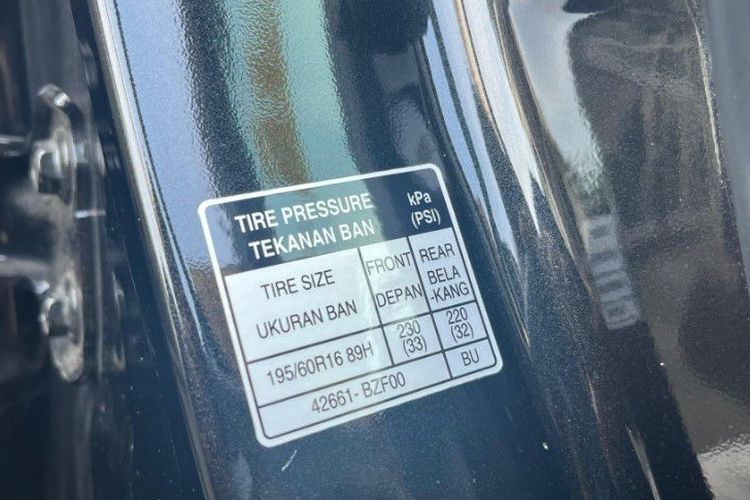 TIRE PRESSURE kPa
TEKANAN BAN (PSI)
TIRE SIZE FRONT REAR
UKURAN BAN DEPAN BELA
-KANG
195/60R16 89H 230 220
(33) (32)
42661- BZF00 BU